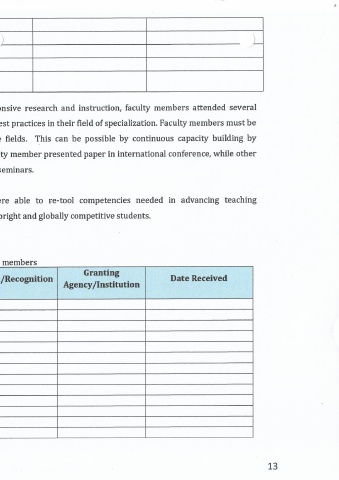 onsive research and instruction, faculty members attended several
est practices in their field of specialization. Faculty members must be
e fields. This can be possible by continuous capacity building by
ty member presented paper in international conference, while other
seminars.
ere able to re-tool competencies needed in advancing teaching
bright and globally competitive students.
members
/Recognition Granting Agency/Institution Date Received
13